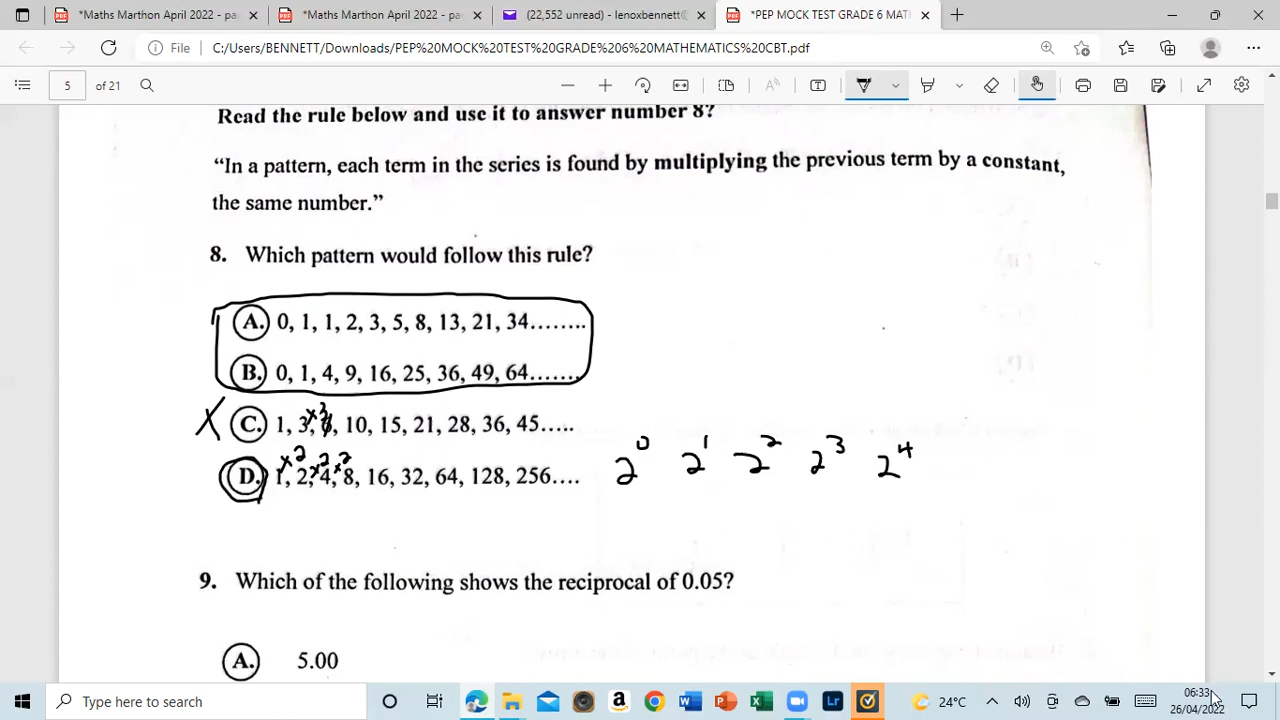 *Maths Marthon April 2022 - pa
*Maths Marthon April 2022 - pa
(22,552 unread) - lenoxbennett(
*PEP MOCK TEST GRADE 6 MATH
File
C:/Users/BENNETT/Downloads/PEP%20MOCK%20TEST%20GRADE%206%20MATHEMATICS%20CBT.pdf
5 of 21
Read the rule below and use it to answer number 8?
“In a pattern, each term in the series is found by multiplying the previous term by a constant,
the same number.”
8. Which pattern would follow this rule?
A. 0, 1, 1, 2, 3, 5, 8, 13, 21, 34........
B. 0, 1, 4, 9, 16, 25, 36, 49, 64........
x2
X C. 1, 3, 6, 10, 15, 21, 28, 36, 45.....
2⁰ 2¹ 2² 2³ 2⁴
x2 x2 x2
D. 1, 2, 4, 8, 16, 32, 64, 128, 256....
9. Which of the following shows the reciprocal of 0.05?
A. 5.00
Type here to search
24°C
06:33
26/04/2022